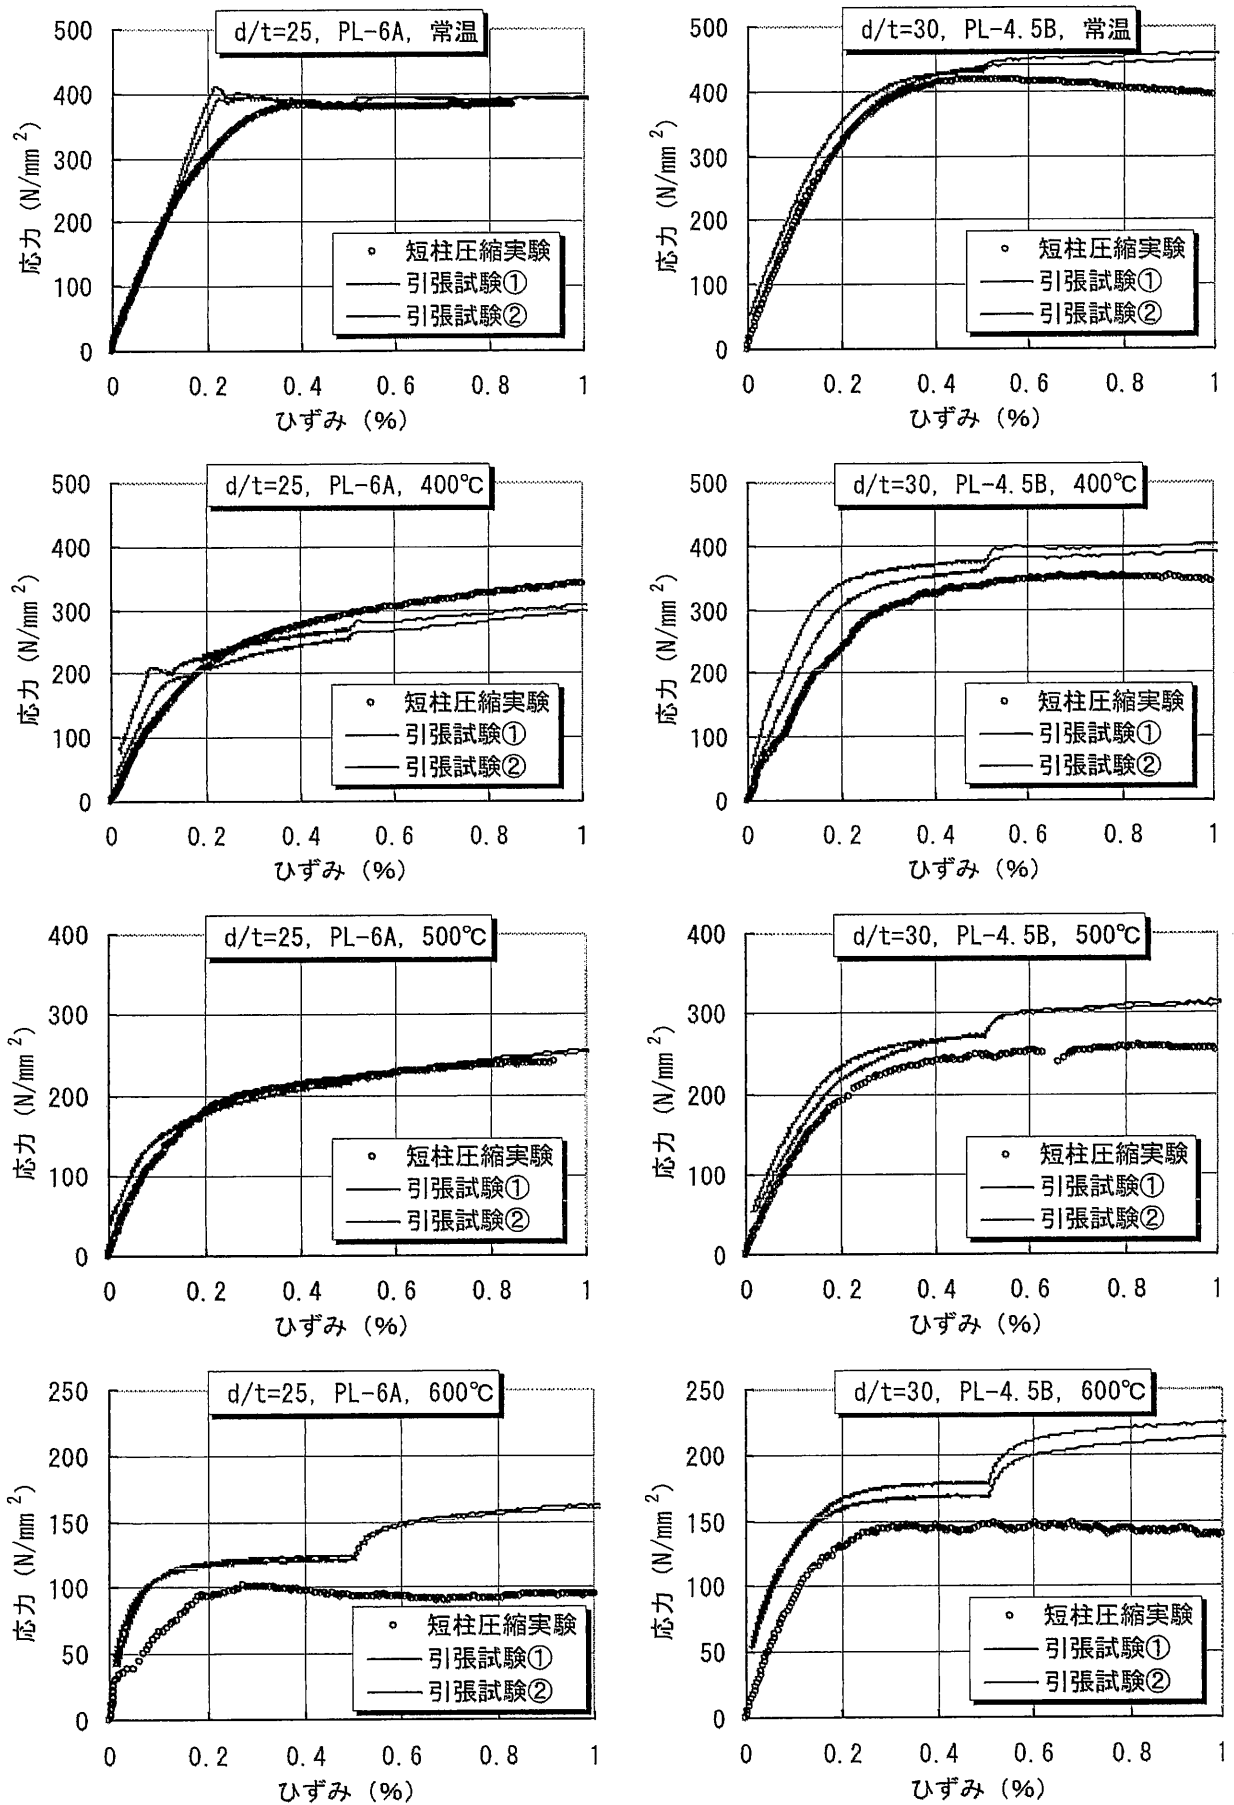 d/t=25, PL-6A, 常温
500
400
300
200
100
0
応力 (N/mm²)
短柱圧縮実験
引張試験①
引張試験②
0 0.2 0.4 0.6 0.8 1
ひずみ (%)
d/t=30, PL-4.5B, 常温
500
400
300
200
100
0
応力 (N/mm²)
短柱圧縮実験
引張試験①
引張試験②
0 0.2 0.4 0.6 0.8 1
ひずみ (%)
d/t=25, PL-6A, 400℃
500
400
300
200
100
0
応力 (N/mm²)
短柱圧縮実験
引張試験①
引張試験②
0 0.2 0.4 0.6 0.8 1
ひずみ (%)
d/t=30, PL-4.5B, 400℃
500
400
300
200
100
0
応力 (N/mm²)
短柱圧縮実験
引張試験①
引張試験②
0 0.2 0.4 0.6 0.8 1
ひずみ (%)
d/t=25, PL-6A, 500℃
400
300
200
100
0
応力 (N/mm²)
短柱圧縮実験
引張試験①
引張試験②
0 0.2 0.4 0.6 0.8 1
ひずみ (%)
d/t=30, PL-4.5B, 500℃
400
300
200
100
0
応力 (N/mm²)
短柱圧縮実験
引張試験①
引張試験②
0 0.2 0.4 0.6 0.8 1
ひずみ (%)
d/t=25, PL-6A, 600℃
250
200
150
100
50
0
応力 (N/mm²)
短柱圧縮実験
引張試験①
引張試験②
0 0.2 0.4 0.6 0.8 1
ひずみ (%)
d/t=30, PL-4.5B, 600℃
250
200
150
100
50
0
応力 (N/mm²)
短柱圧縮実験
引張試験①
引張試験②
0 0.2 0.4 0.6 0.8 1
ひずみ (%)